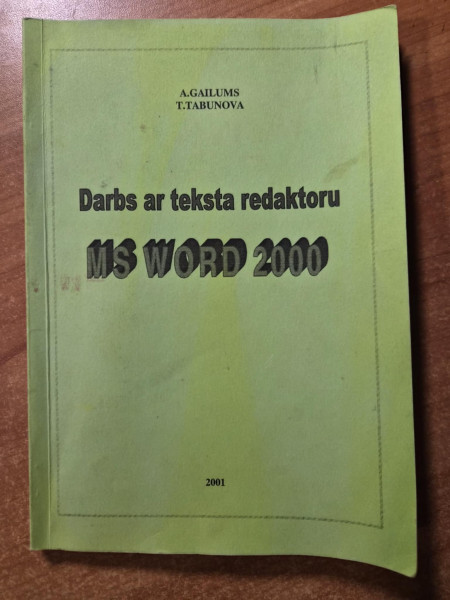 A.GAILUMS
T.TABUNOVA
Darbs ar teksta redaktoru
MS WORD 2000
2001